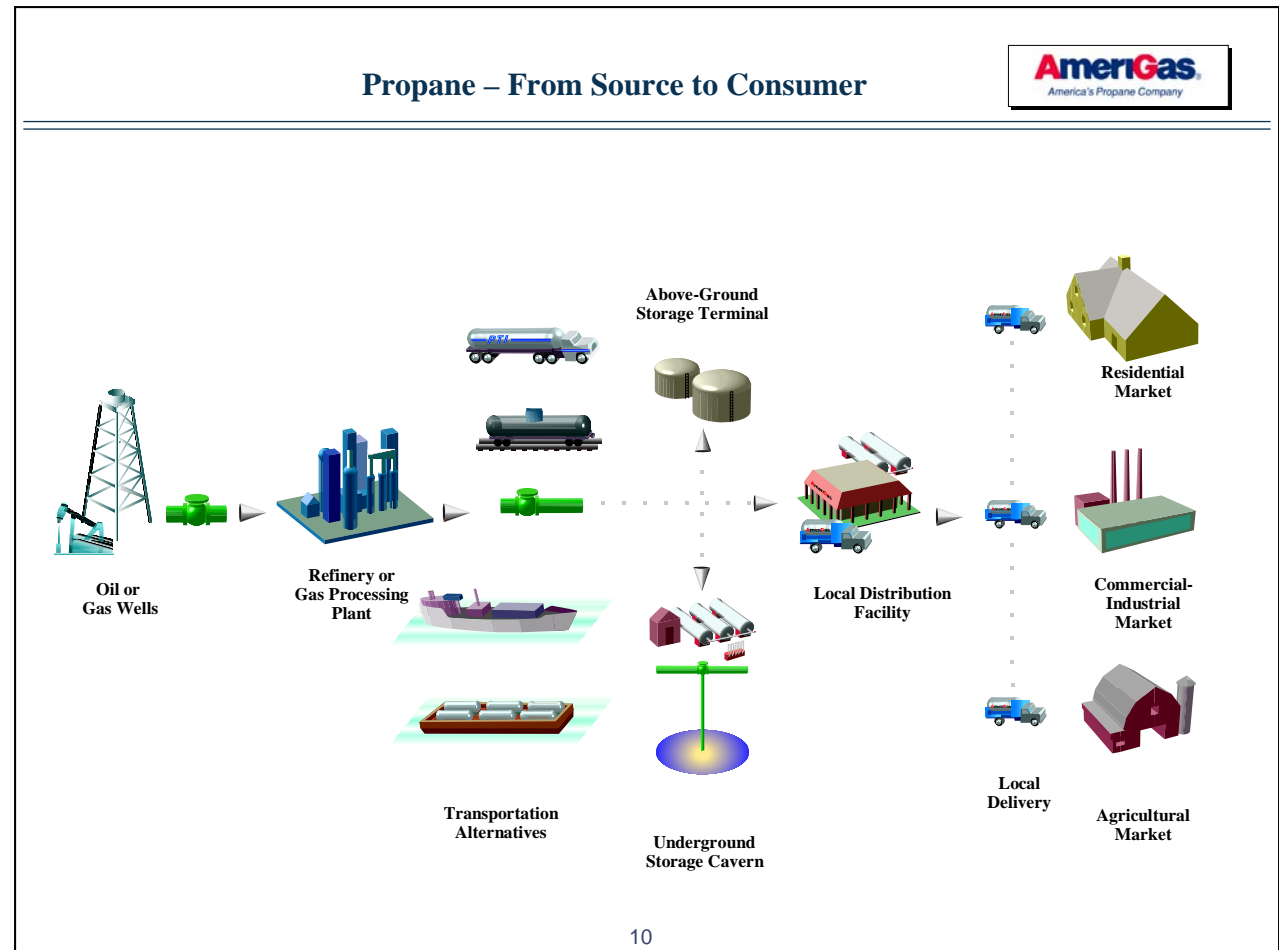 Propane – From Source to Consumer
AmeriGas®
America's Propane Company
Above-Ground
Storage Terminal
PTI
Residential
Market
Oil or
Gas Wells
Refinery or
Gas Processing
Plant
Local Distribution
Facility
AmeriGas
Commercial-
Industrial
Market
Transportation
Alternatives
Underground
Storage Cavern
Local
Delivery
Agricultural
Market
10